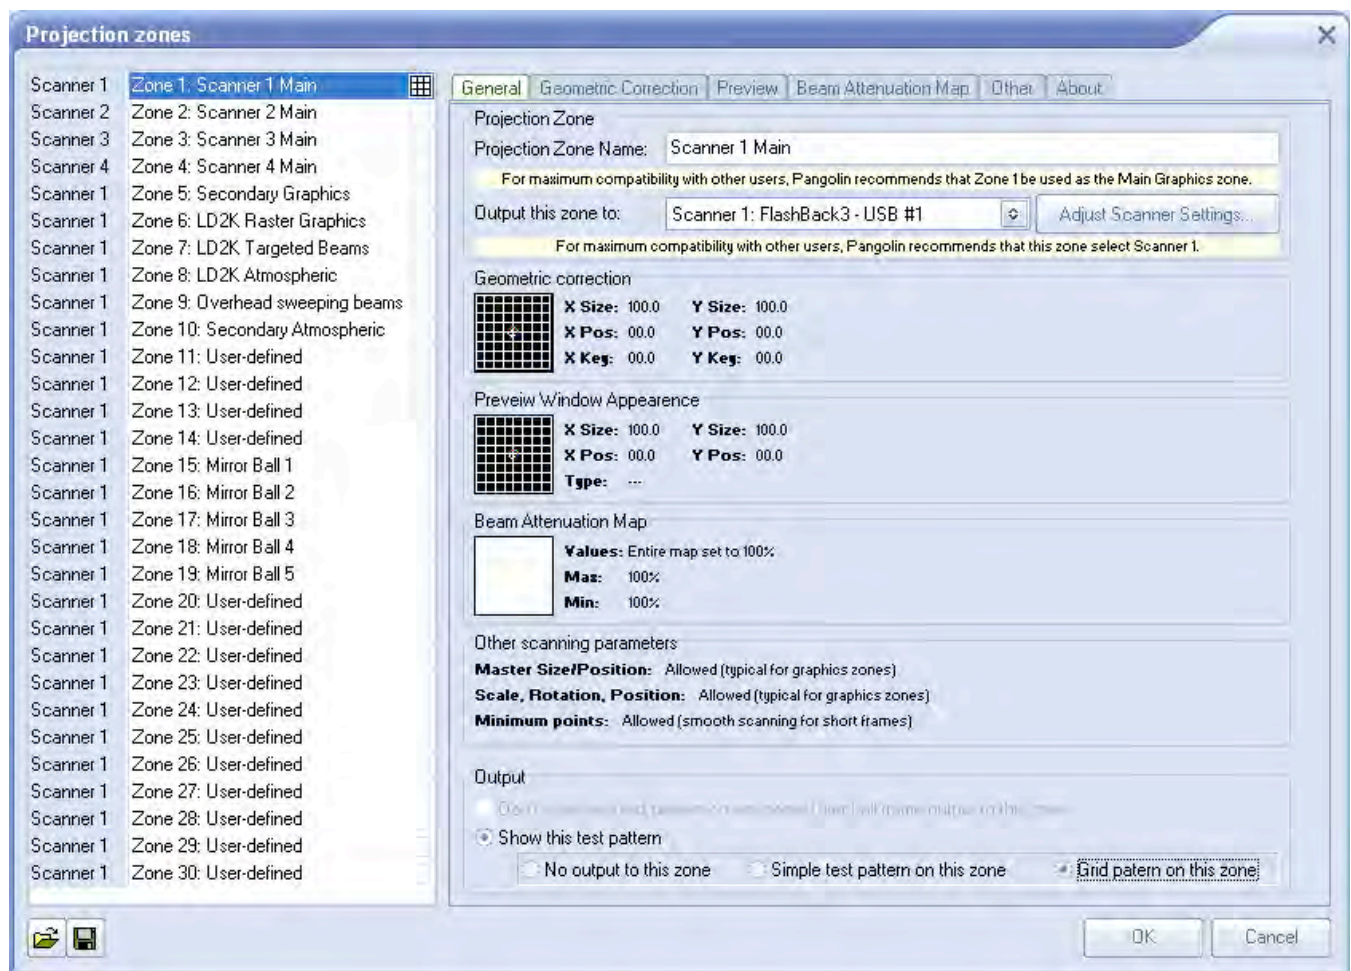 Projection zones
Scanner 1 Zone 1: Scanner 1 Main
Scanner 2 Zone 2: Scanner 2 Main
Scanner 3 Zone 3: Scanner 3 Main
Scanner 4 Zone 4: Scanner 4 Main
Scanner 1 Zone 5: Secondary Graphics
Scanner 1 Zone 6: LD2K Raster Graphics
Scanner 1 Zone 7: LD2K Targeted Beams
Scanner 1 Zone 8: LD2K Atmospheric
Scanner 1 Zone 9: Overhead sweeping beams
Scanner 1 Zone 10: Secondary Atmospheric
Scanner 1 Zone 11: User-defined
Scanner 1 Zone 12: User-defined
Scanner 1 Zone 13: User-defined
Scanner 1 Zone 14: User-defined
Scanner 1 Zone 15: Mirror Ball 1
Scanner 1 Zone 16: Mirror Ball 2
Scanner 1 Zone 17: Mirror Ball 3
Scanner 1 Zone 18: Mirror Ball 4
Scanner 1 Zone 19: Mirror Ball 5
Scanner 1 Zone 20: User-defined
Scanner 1 Zone 21: User-defined
Scanner 1 Zone 22: User-defined
Scanner 1 Zone 23: User-defined
Scanner 1 Zone 24: User-defined
Scanner 1 Zone 25: User-defined
Scanner 1 Zone 26: User-defined
Scanner 1 Zone 27: User-defined
Scanner 1 Zone 28: User-defined
Scanner 1 Zone 29: User-defined
Scanner 1 Zone 30: User-defined
General Geometric Correction Preview Beam Attenuation Map Other About
Projection Zone
Projection Zone Name: Scanner 1 Main
For maximum compatibility with other users, Pangolin recommends that Zone 1 be used as the Main Graphics zone.
Output this zone to: Scanner 1: FlashBack3 - USB #1 Adjust Scanner Settings...
For maximum compatibility with other users, Pangolin recommends that this zone select Scanner 1.
Geometric correction
X Size: 100.0 Y Size: 100.0
X Pos: 00.0 Y Pos: 00.0
X Key: 00.0 Y Key: 00.0
Preveiw Window Appearence
X Size: 100.0 Y Size: 100.0
X Pos: 00.0 Y Pos: 00.0
Type: ---
Beam Attenuation Map
Values: Entire map set to 100%
Max: 100%
Min: 100%
Other scanning parameters
Master Size/Position: Allowed (typical for graphics zones)
Scale, Rotation, Position: Allowed (typical for graphics zones)
Minimum points: Allowed (smooth scanning for short frames)
Output
Show this test pattern
No output to this zone Simple test pattern on this zone Grid patern on this zone
OK Cancel